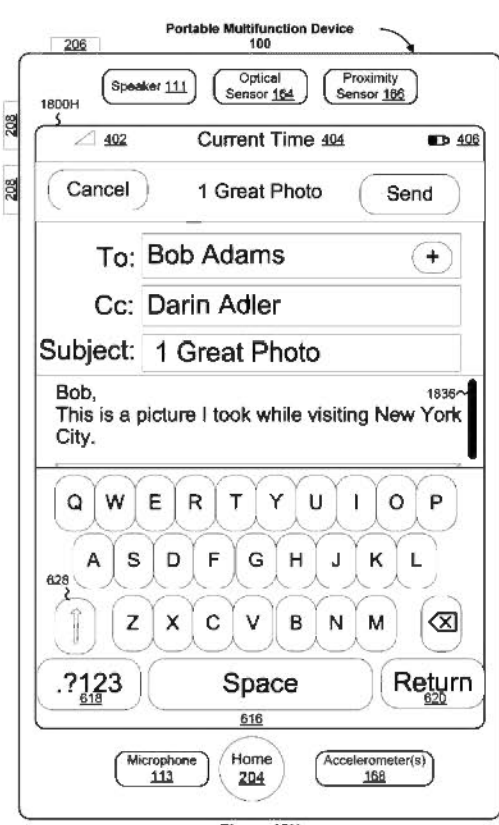 Portable Multifunction Device
100
206
Speaker 111
Optical
Sensor 164
Proximity
Sensor 166
1800H
208
402
Current Time 404
406
208
Cancel
1 Great Photo
Send
To: Bob Adams +
Cc: Darin Adler
Subject: 1 Great Photo
Bob,
1836
This is a picture I took while visiting New York
City.
Q W E R T Y U I O P
A S D F G H J K L
628
Z X C V B N M
.?123
618
Space
Return
620
616
Microphone
113
Home
204
Accelerometer(s)
168